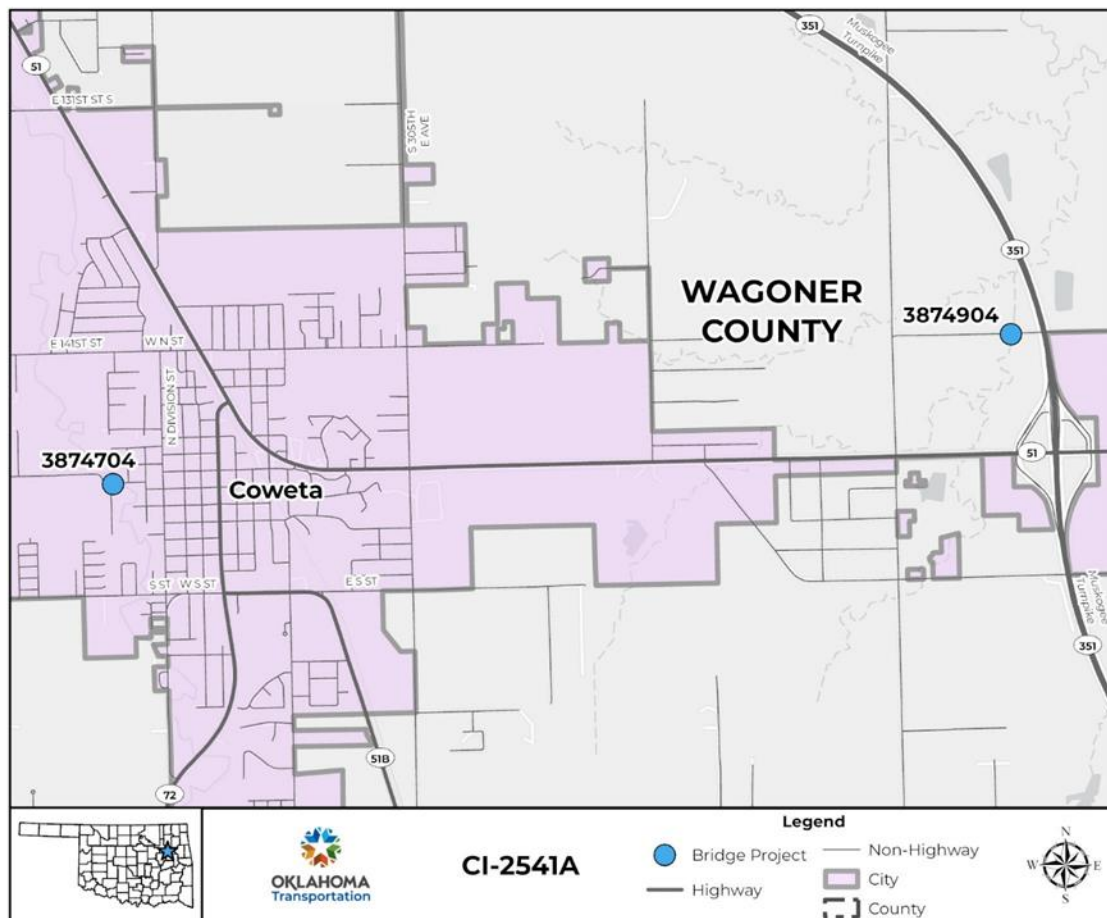 351
Muskogee
Turnpike
51
E 131ST ST S
S 305TH
E AVE
351
WAGONER
COUNTY
3874904
E 141ST ST
W N ST
N DIVISION ST
3874704
Coweta
51
S ST
W S ST
E S ST
Muskogee
Turnpike
351
51B
72
OKLAHOMA
Transportation
CI-2541A
Legend
Bridge Project
Highway
Non-Highway
City
County
N
W
E
S